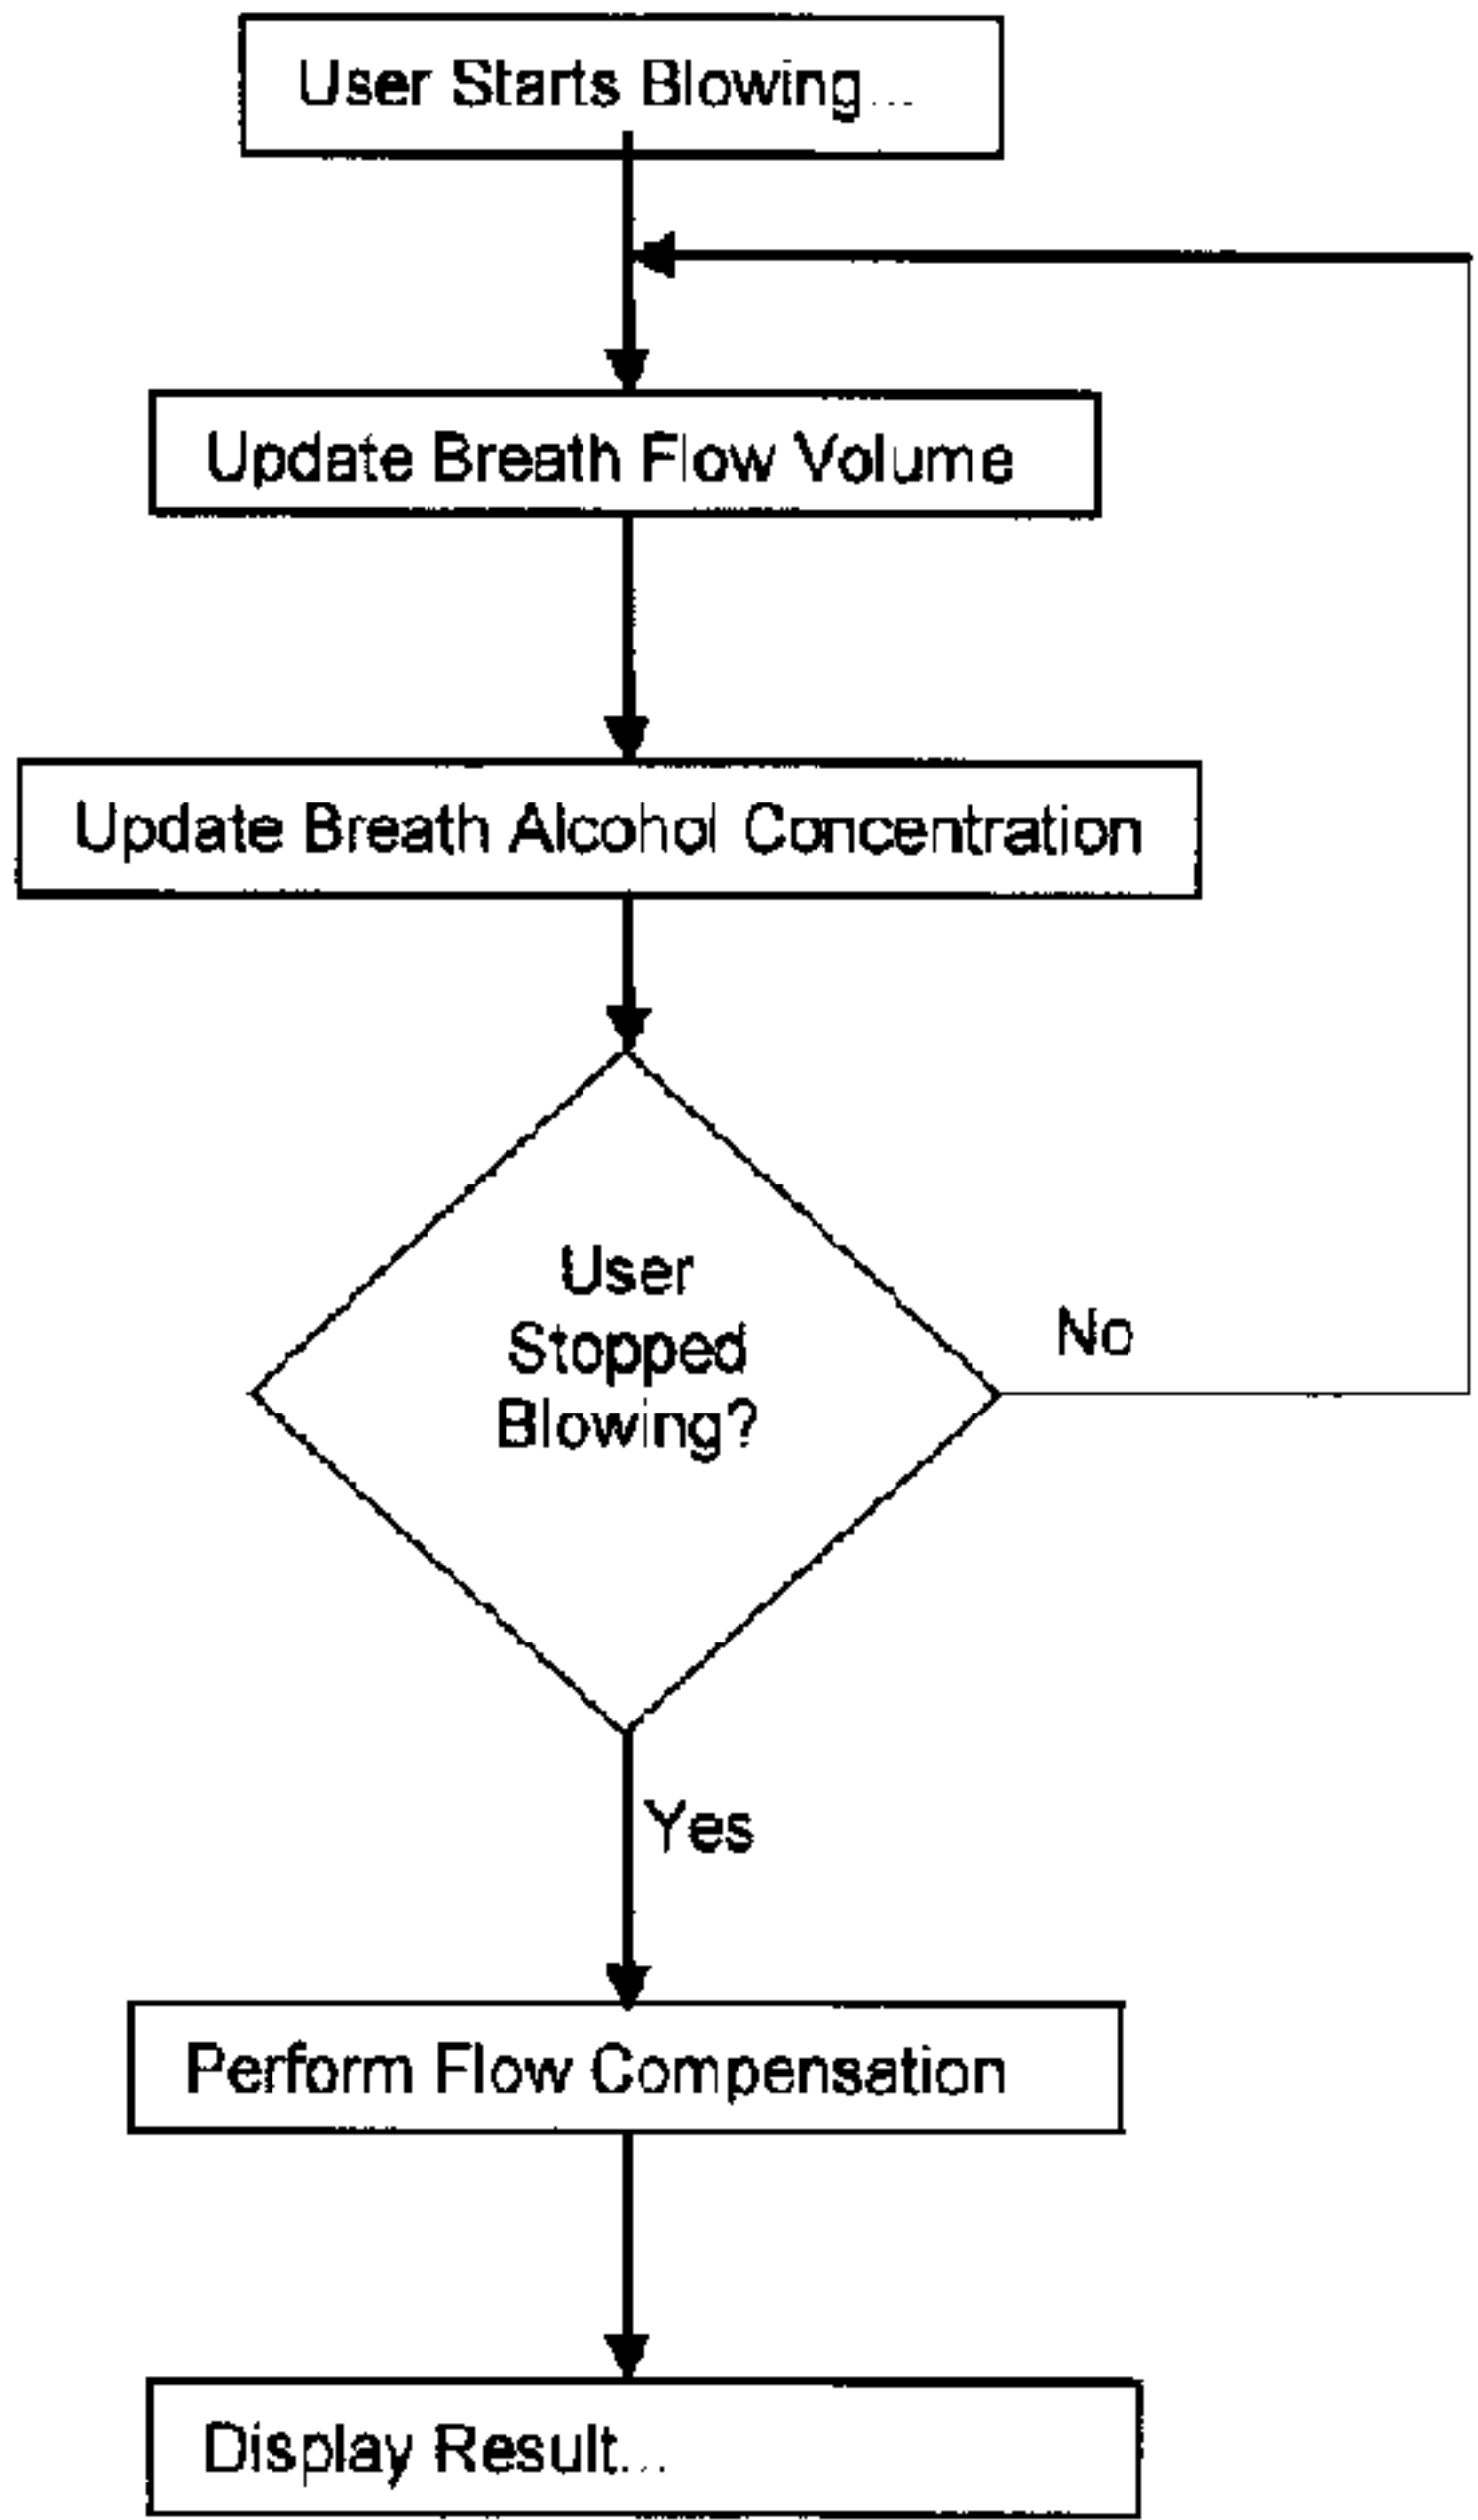 User Starts Blowing...
Update Breath Flow Volume
Update Breath Alcohol Concentration
User
Stopped
Blowing?
No
Yes
Perform Flow Compensation
Display Result...